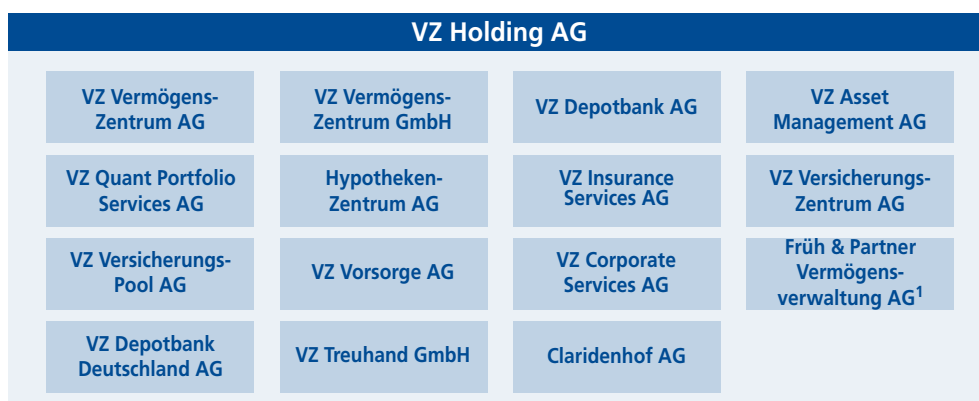 VZ Holding AG
VZ Vermögens-
Zentrum AG
VZ Vermögens-
Zentrum GmbH
VZ Depotbank AG
VZ Asset
Management AG
VZ Quant Portfolio
Services AG
Hypotheken-
Zentrum AG
VZ Insurance
Services AG
VZ Versicherungs-
Zentrum AG
VZ Versicherungs-
Pool AG
VZ Vorsorge AG
VZ Corporate
Services AG
Früh & Partner
Vermögens-
verwaltung AG¹
VZ Depotbank
Deutschland AG
VZ Treuhand GmbH
Claridenhof AG